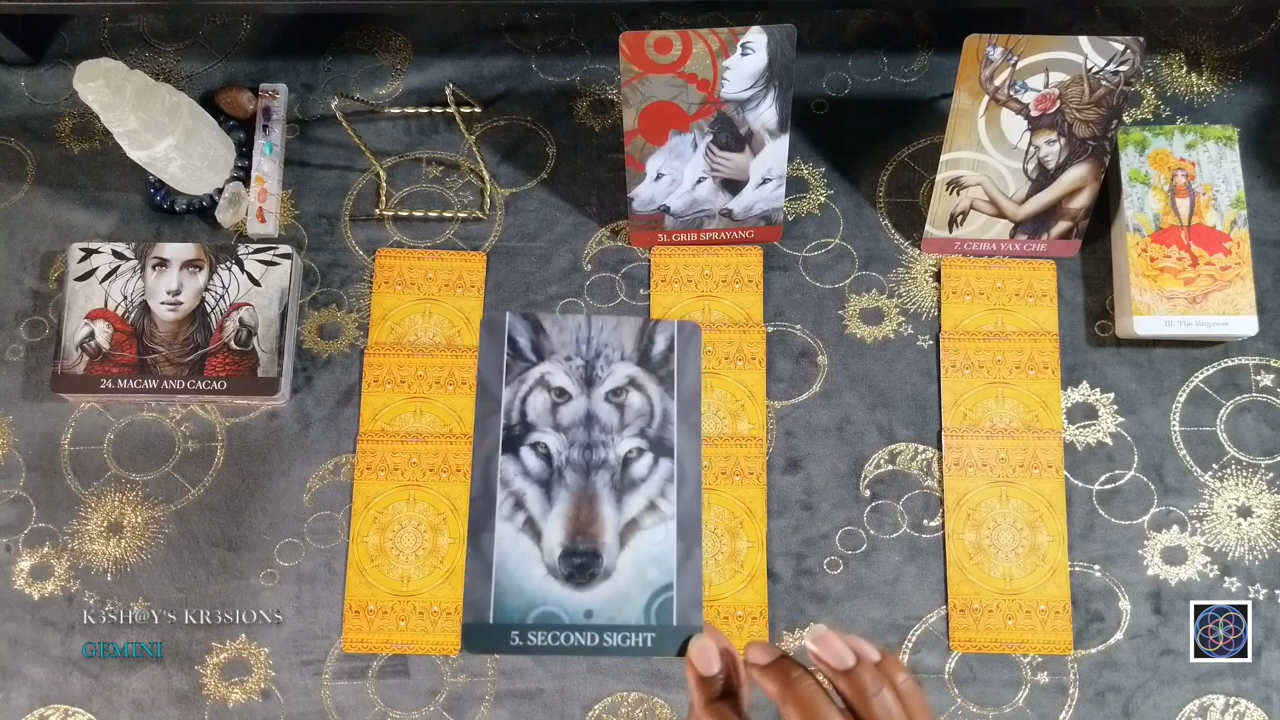 31. GRIB SPRAYANG
7. CEIBA YAX CHE
III. The Empress
24. MACAW AND CACAO
5. SECOND SIGHT
K3SH@Y'S KR38IONS
GEMINI